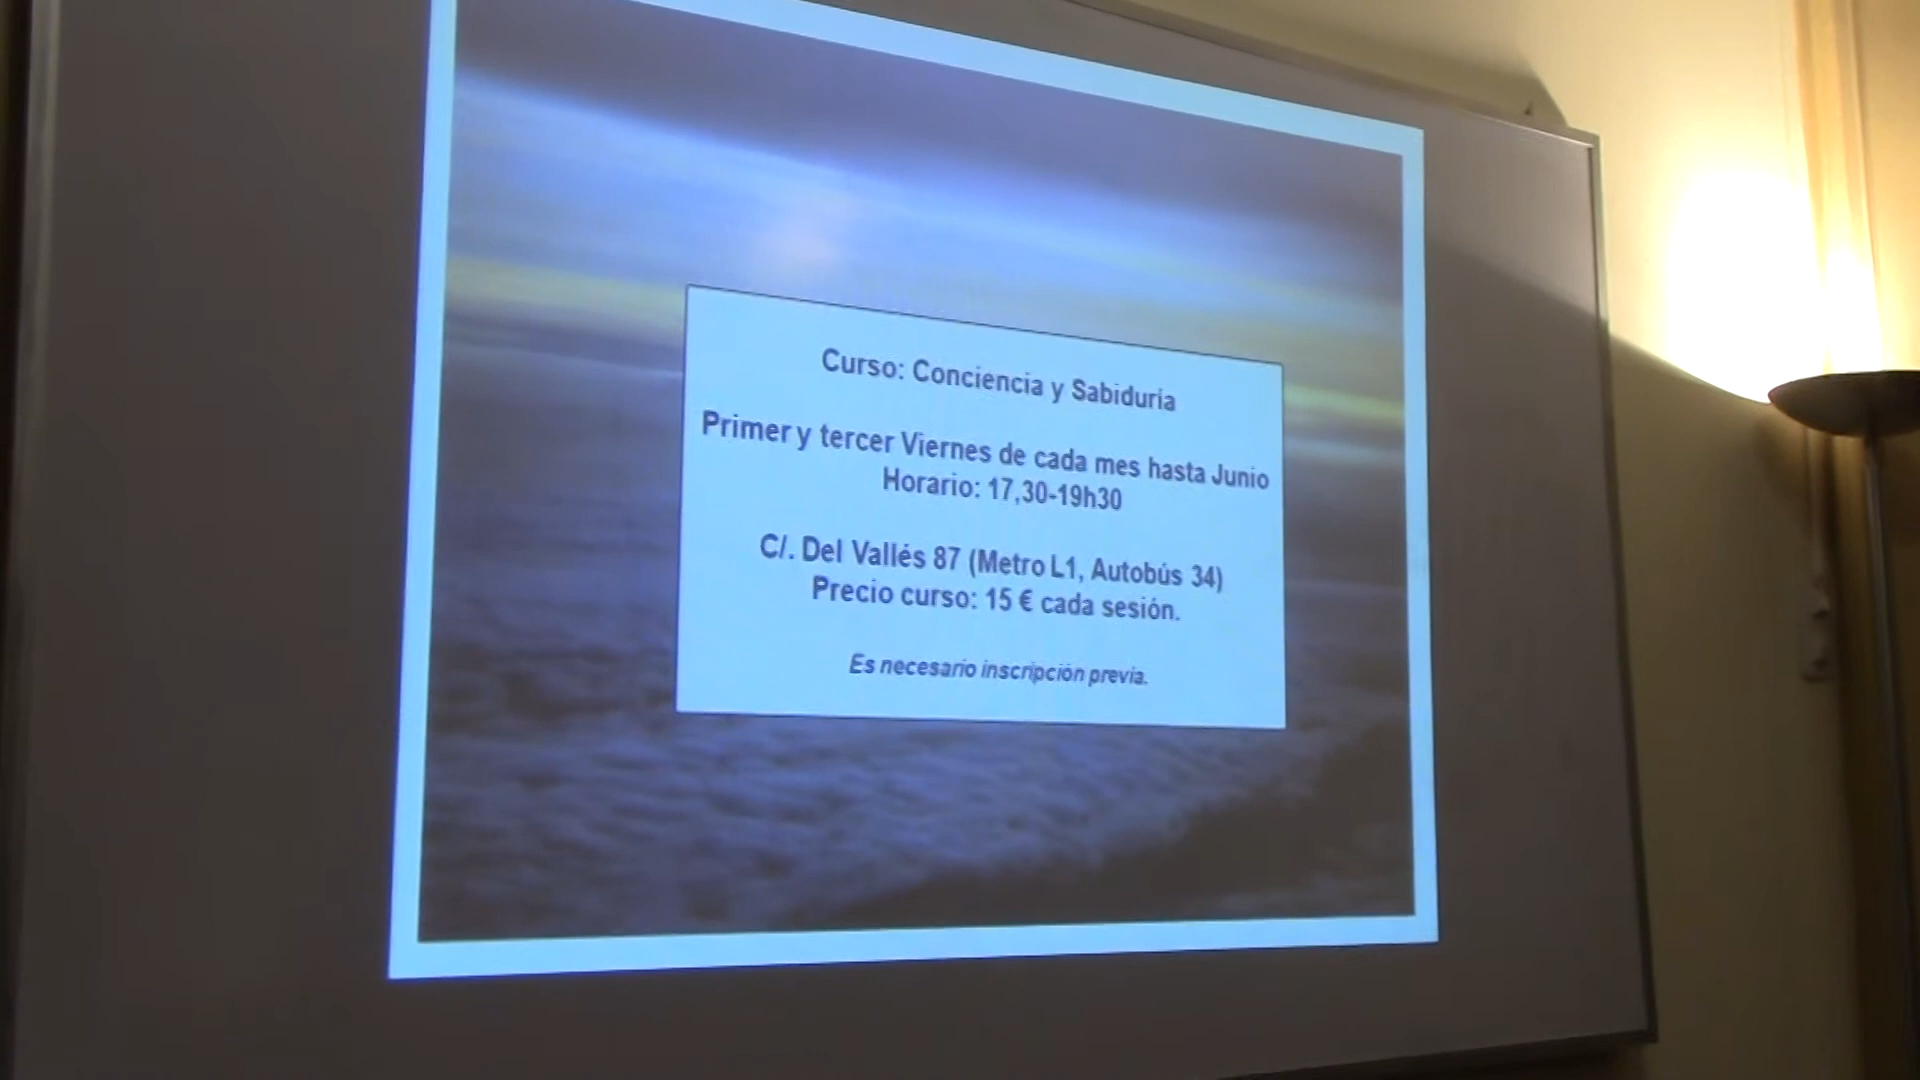 Curso: Conciencia y Sabiduría
Primer y tercer Viernes de cada mes hasta Junio
Horario: 17,30-19h30
C/. Del Vallés 87 (Metro L1, Autobús 34)
Precio curso: 15 € cada sesión.
Es necesario inscripción previa.